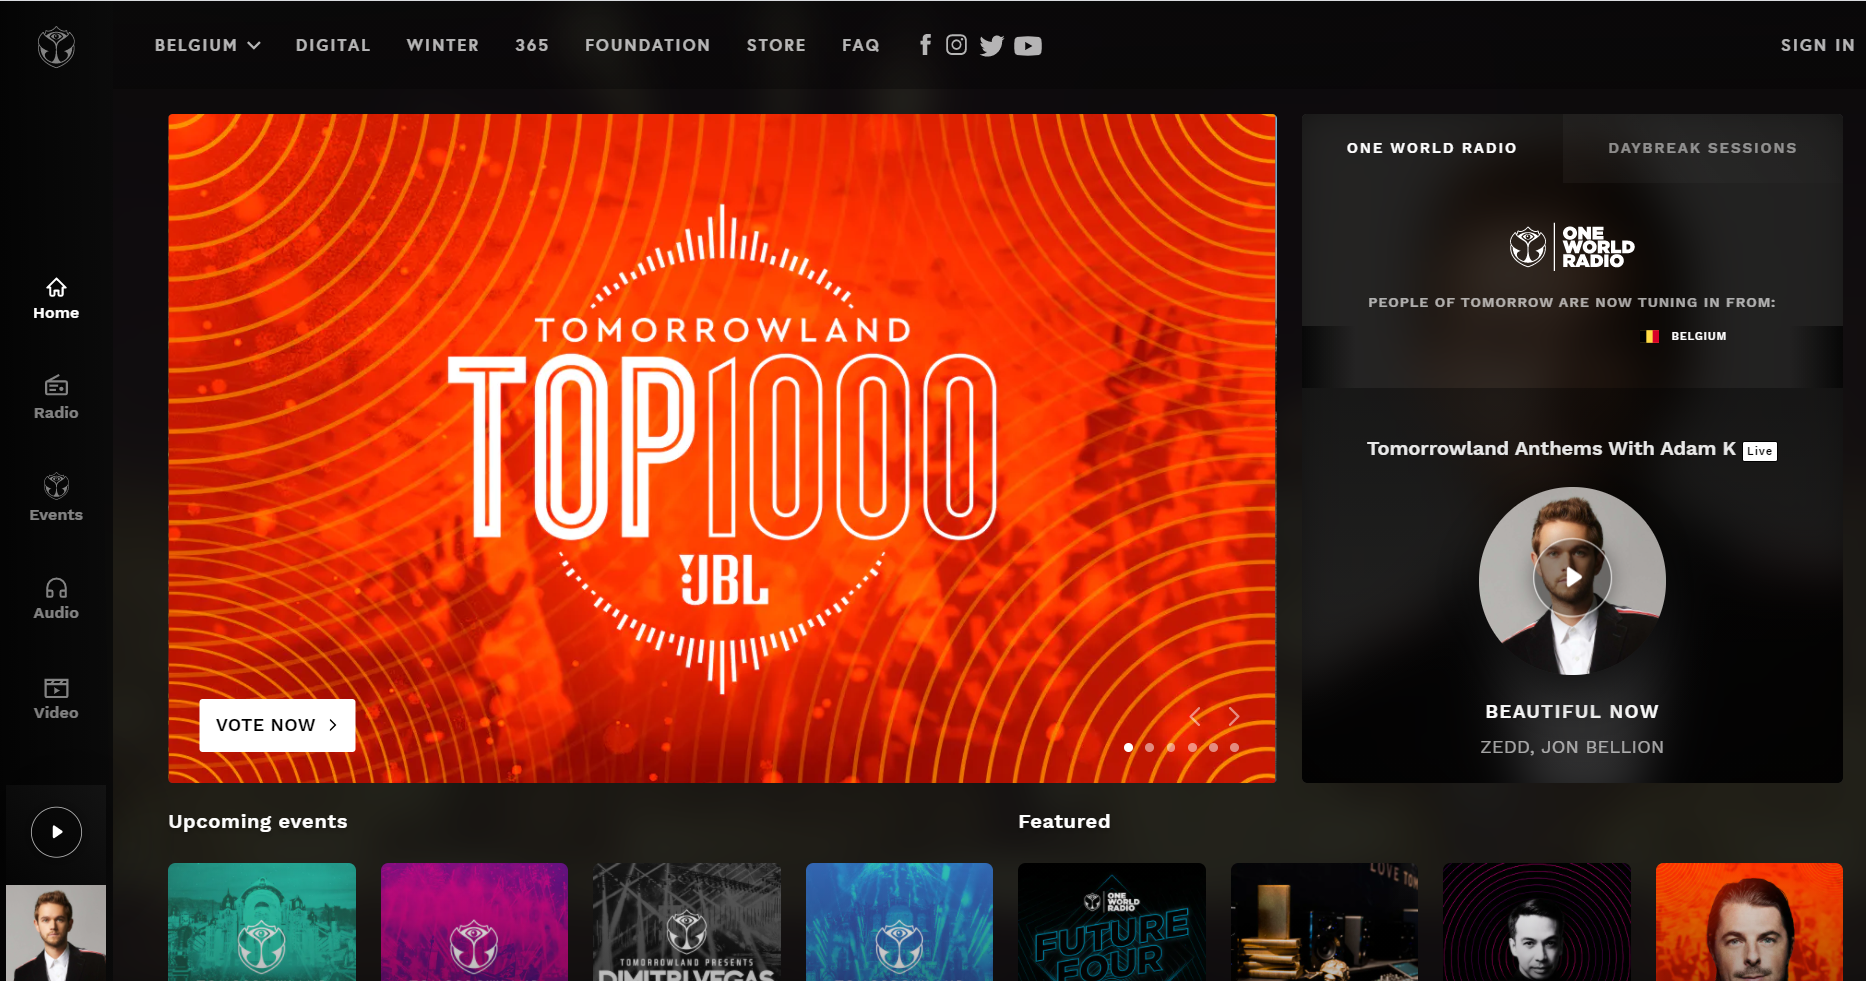 BELGIUM
DIGITAL
WINTER
365
FOUNDATION
STORE
FAQ
SIGN IN
Home
Radio
Events
Audio
Video
TOMORROWLAND
TOP1000
JBL
VOTE NOW
ONE WORLD RADIO
DAYBREAK SESSIONS
ONE
WORLD
RADIO
PEOPLE OF TOMORROW ARE NOW TUNING IN FROM:
BELGIUM
Tomorrowland Anthems With Adam K Live
BEAUTIFUL NOW
ZEDD, JON BELLION
Upcoming events
TOMORROWLAND PRESENTS
DIMITRI VEGAS
Featured
ONE
WORLD
RADIO
FUTURE
FOUR
LOVE TOM